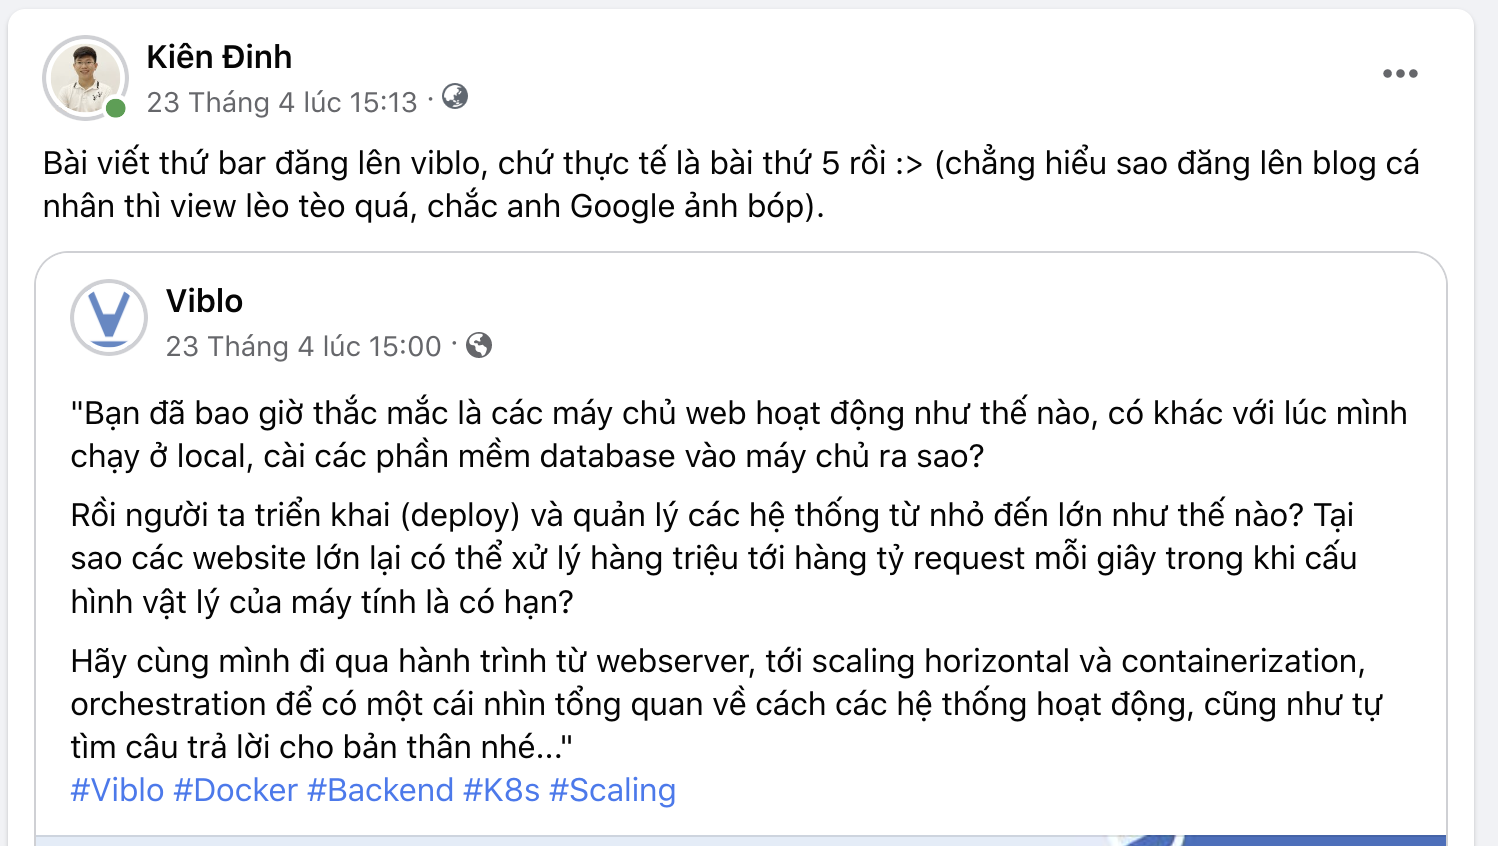 Kiên Đinh
23 Tháng 4 lúc 15:13 ·
Bài viết thứ bar đăng lên viblo, chứ thực tế là bài thứ 5 rồi :> (chẳng hiểu sao đăng lên blog cá
nhân thì view lèo tèo quá, chắc anh Google ảnh bóp).
Viblo
23 Tháng 4 lúc 15:00 ·
"Bạn đã bao giờ thắc mắc là các máy chủ web hoạt động như thế nào, có khác với lúc mình
chạy ở local, cài các phần mềm database vào máy chủ ra sao?
Rồi người ta triển khai (deploy) và quản lý các hệ thống từ nhỏ đến lớn như thế nào? Tại
sao các website lớn lại có thể xử lý hàng triệu tới hàng tỷ request mỗi giây trong khi cấu
hình vật lý của máy tính là có hạn?
Hãy cùng mình đi qua hành trình từ webserver, tới scaling horizontal và containerization,
orchestration để có một cái nhìn tổng quan về cách các hệ thống hoạt động, cũng như tự
tìm câu trả lời cho bản thân nhé..."
#Viblo #Docker #Backend #K8s #Scaling